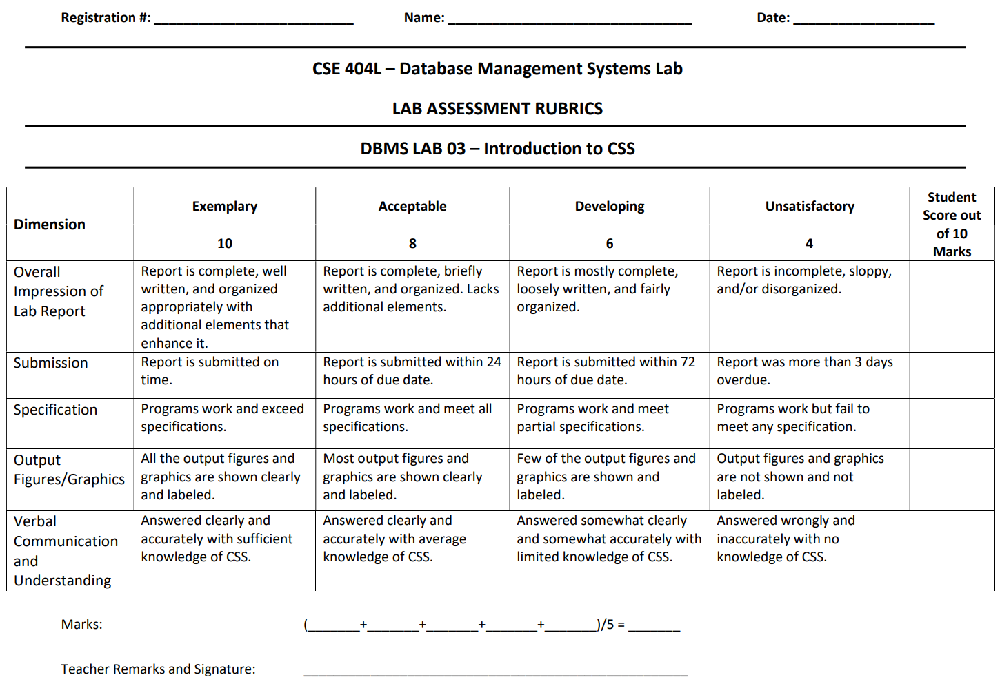 Registration #: ___________________________ Name: _________________________________ Date: ___________________
CSE 404L – Database Management Systems Lab
LAB ASSESSMENT RUBRICS
DBMS LAB 03 – Introduction to CSS
Dimension
Exemplary
Acceptable
Developing
Unsatisfactory
Student
Score out
of 10
Marks
10
8
6
4
Overall
Impression of
Lab Report
Report is complete, well
written, and organized
appropriately with
additional elements that
enhance it.
Report is complete, briefly
written, and organized. Lacks
additional elements.
Report is mostly complete,
loosely written, and fairly
organized.
Report is incomplete, sloppy,
and/or disorganized.
Submission
Report is submitted on
time.
Report is submitted within 24
hours of due date.
Report is submitted within 72
hours of due date.
Report was more than 3 days
overdue.
Specification
Programs work and exceed
specifications.
Programs work and meet all
specifications.
Programs work and meet
partial specifications.
Programs work but fail to
meet any specification.
Output
Figures/Graphics
All the output figures and
graphics are shown clearly
and labeled.
Most output figures and
graphics are shown clearly
and labeled.
Few of the output figures and
graphics are shown and
labeled.
Output figures and graphics
are not shown and not
labeled.
Verbal
Communication
and
Understanding
Answered clearly and
accurately with sufficient
knowledge of CSS.
Answered clearly and
accurately with average
knowledge of CSS.
Answered somewhat clearly
and somewhat accurately with
limited knowledge of CSS.
Answered wrongly and
inaccurately with no
knowledge of CSS.
Marks: (_______+_______+_______+_______+_______)/5 = _______
Teacher Remarks and Signature: ____________________________________________________